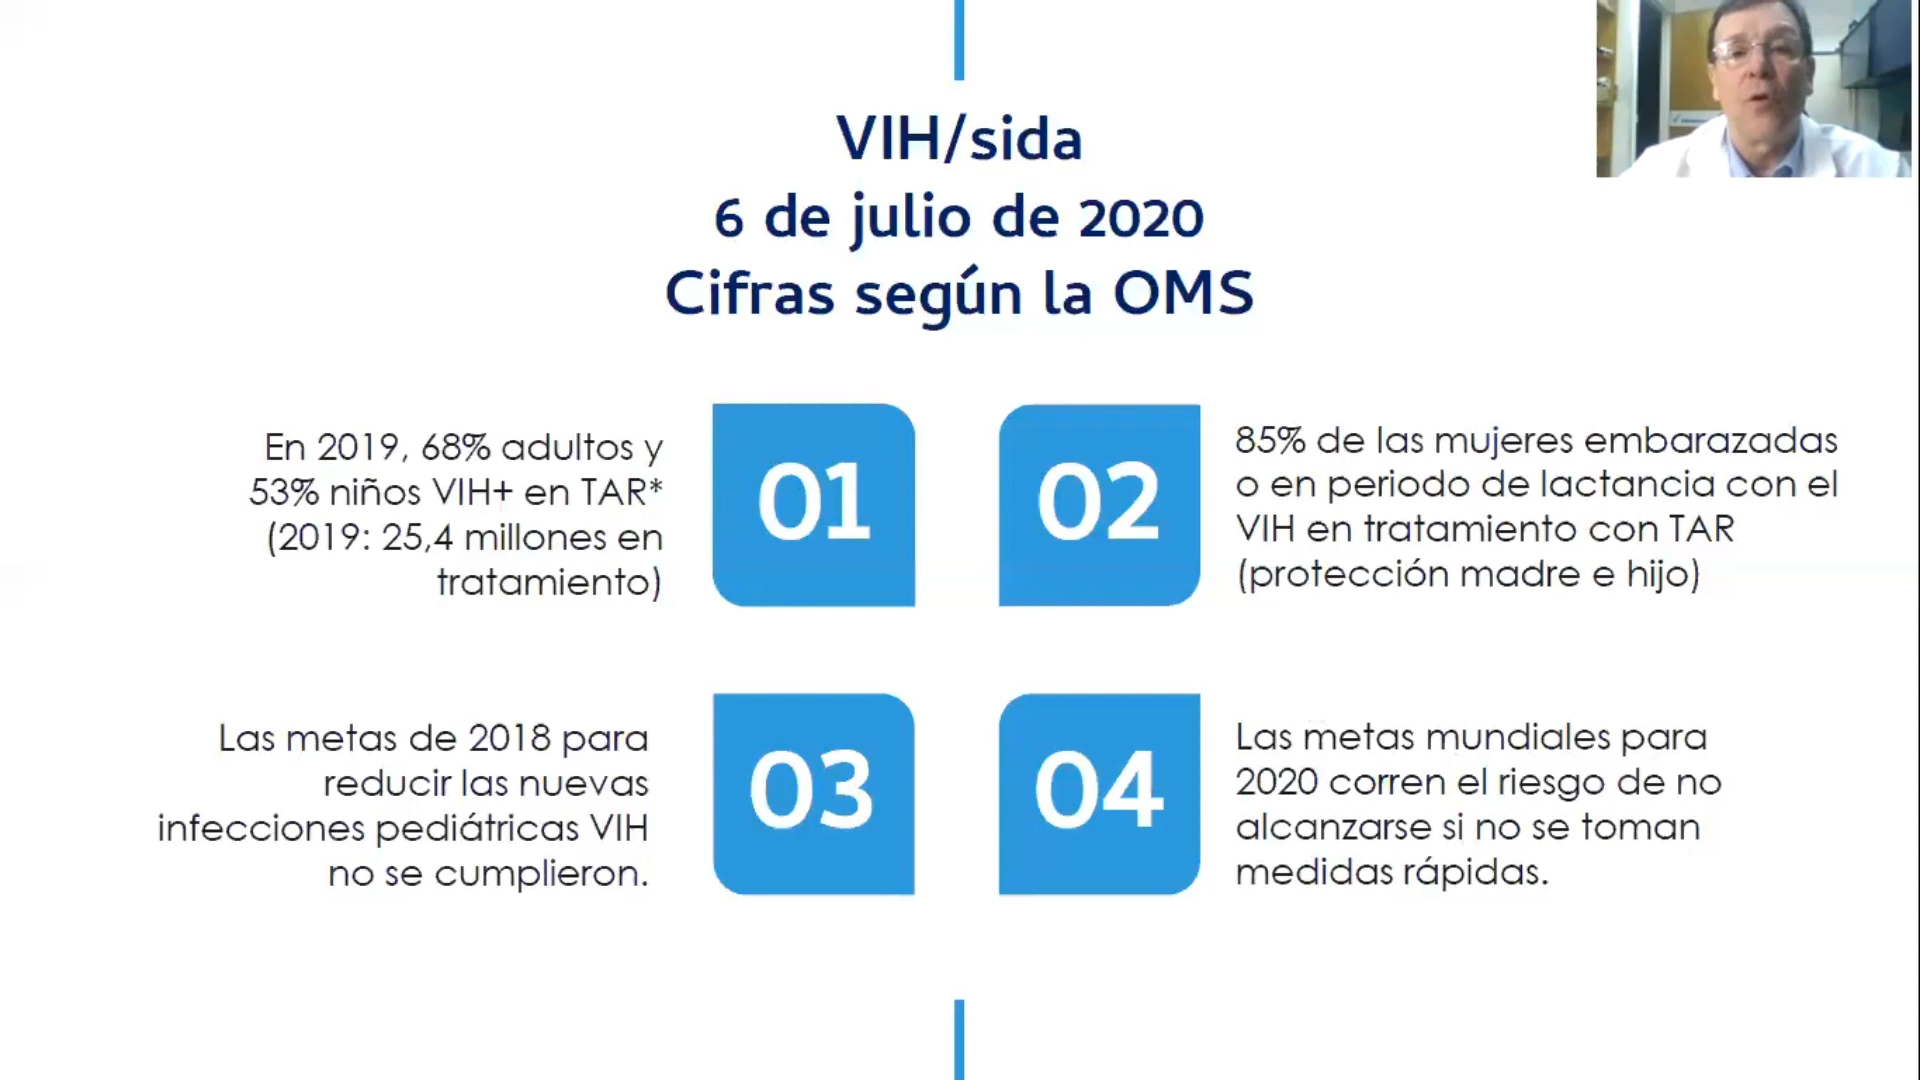 VIH/sida
6 de julio de 2020
Cifras según la OMS
En 2019, 68% adultos y
53% niños VIH+ en TAR*
(2019: 25,4 millones en
tratamiento)
01
02
85% de las mujeres embarazadas
o en periodo de lactancia con el
VIH en tratamiento con TAR
(protección madre e hijo)
Las metas de 2018 para
reducir las nuevas
infecciones pediátricas VIH
no se cumplieron.
03
04
Las metas mundiales para
2020 corren el riesgo de no
alcanzarse si no se toman
medidas rápidas.